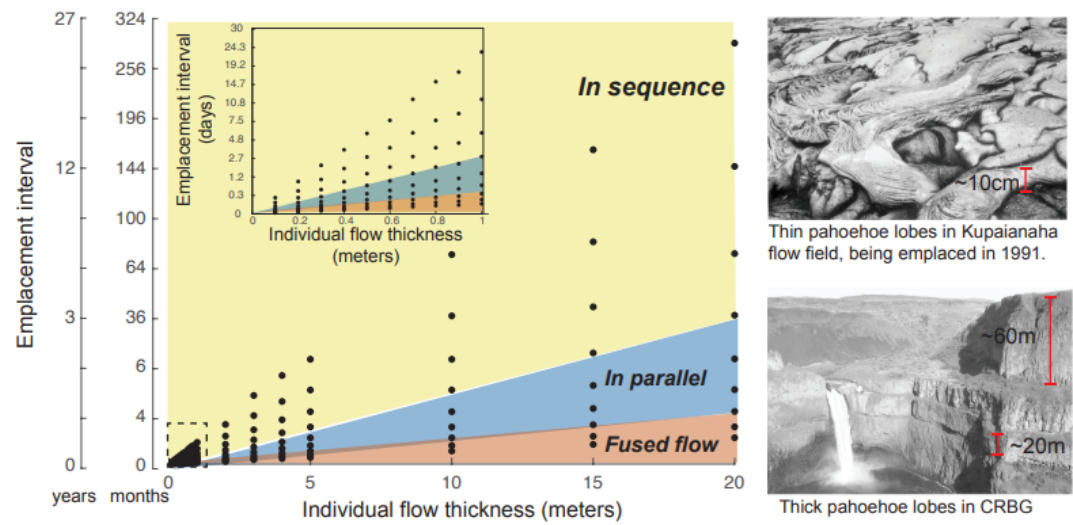 27
12
3
0
years
Emplacement interval
324
256
196
144
100
64
36
6
4
0
months
30
24.3
19.2
14.7
10.8
7.5
4.8
2.7
1.2
0.3
0
Emplacement interval
(days)
0
0.2
0.4
0.6
0.8
1
Individual flow thickness
(meters)
In sequence
In parallel
Fused flow
0
5
10
15
20
Individual flow thickness (meters)
~10cm
Thin pahoehoe lobes in Kupaianaha
flow field, being emplaced in 1991.
~60m
~20m
Thick pahoehoe lobes in CRBG